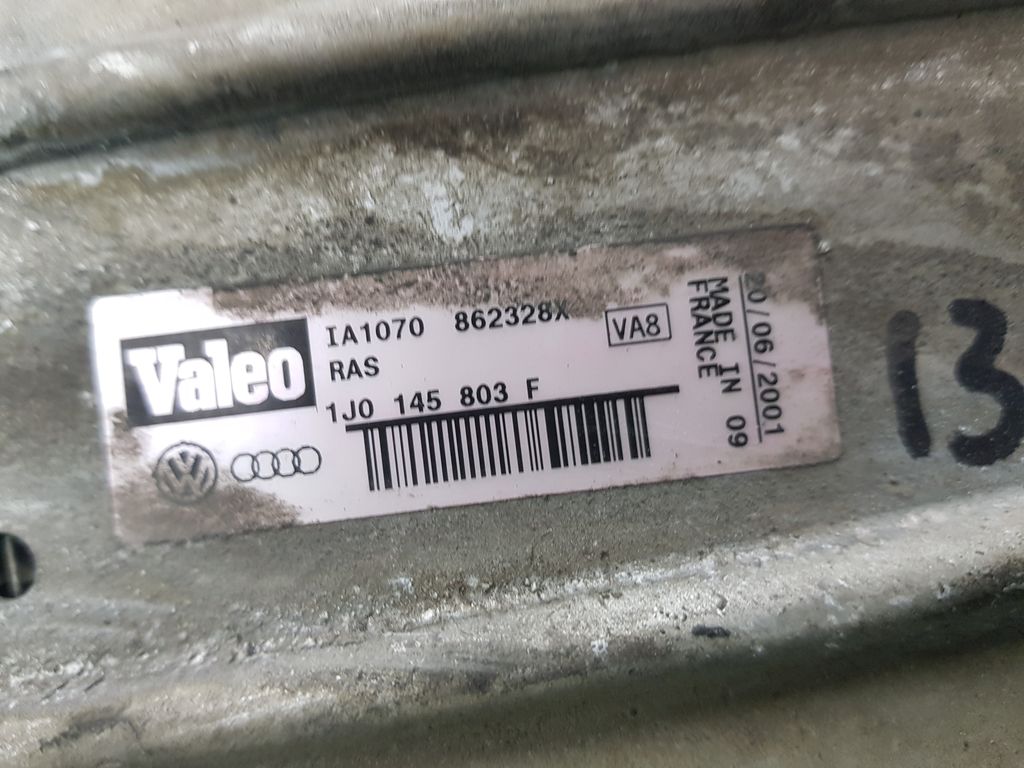 Valeo
IA1070 862328X
VA8
RAS
1J0 145 803 F
MADE IN 09
FRANCE
20/06/2001
13